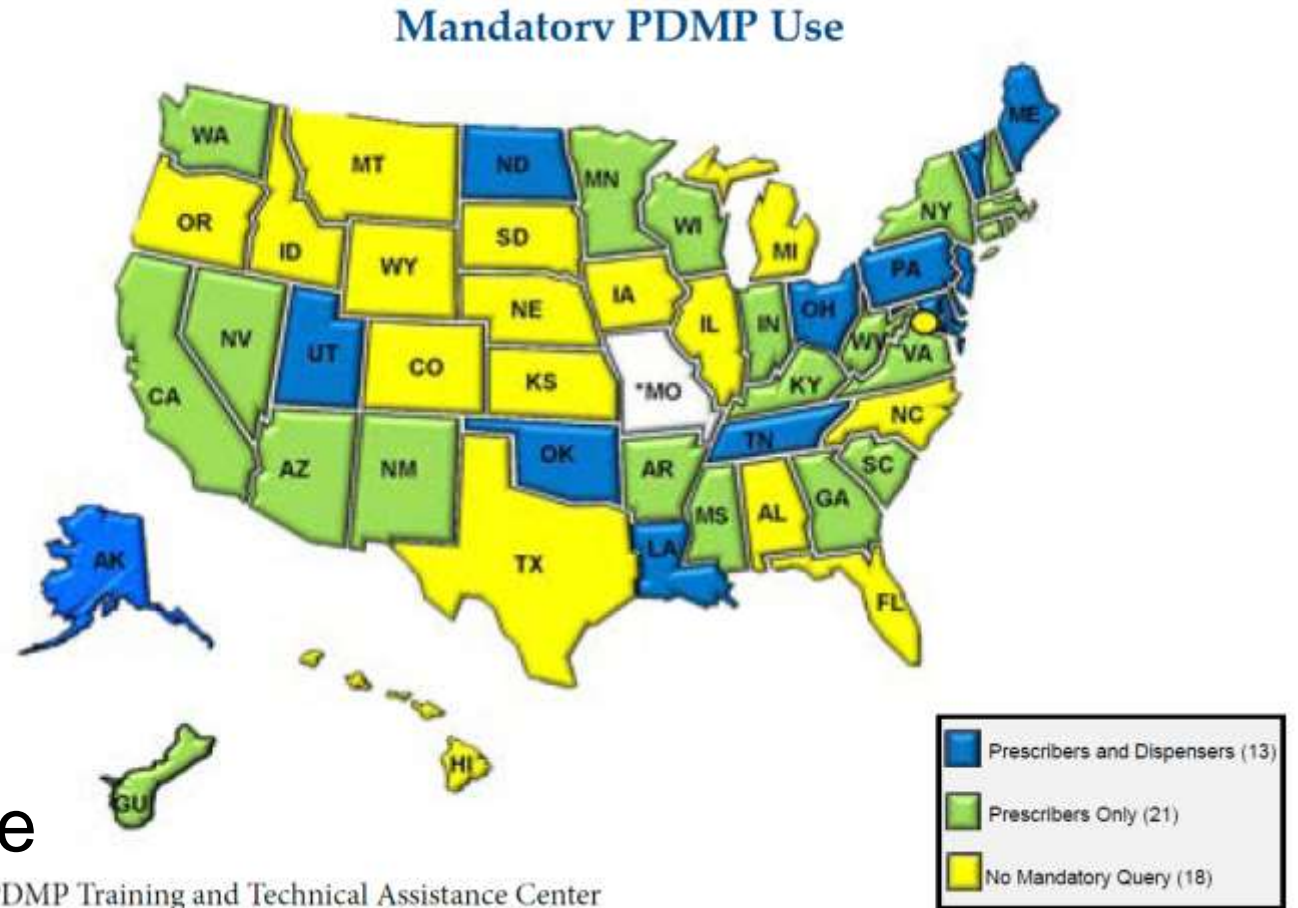 Mandatory PDMP Use
WA
MT
ND
MN
ME
OR
ID
WY
SD
WI
NY
MI
NE
IA
PA
NV
UT
CO
KS
*MO
IL
IN
OH
WV
VA
CA
KY
AZ
NM
OK
AR
TN
NC
SC
MS
AL
GA
TX
LA
FL
AK
HI
GU
e
PDMP Training and Technical Assistance Center
Prescribers and Dispensers (13)
Prescribers Only (21)
No Mandatory Query (18)